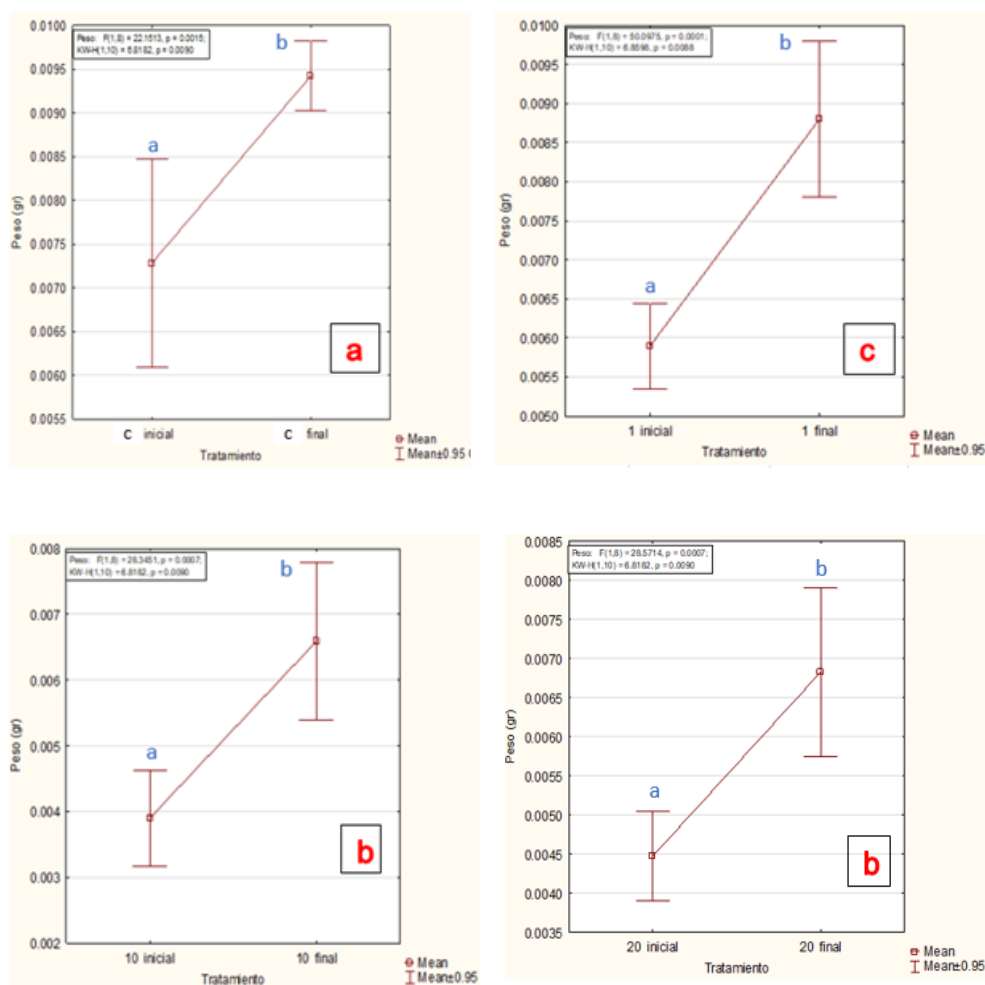 Peso: F(1,8) = 22.1513, p = 0.0015;
KW-H(1,10) = 6.8182, p = 0.0090
b
a
0.0100
0.0095
0.0090
0.0085
0.0080
0.0075
0.0070
0.0065
0.0060
0.0055
Peso (gr)
a
c inicial
c final
Tratamiento
Mean
Mean±0.95
Peso: F(1,8) = 50.0975, p = 0.0001;
KW-H(1,10) = 6.8598, p = 0.0088
b
a
0.0100
0.0095
0.0090
0.0085
0.0080
0.0075
0.0070
0.0065
0.0060
0.0055
0.0050
Peso (gr)
c
1 inicial
1 final
Tratamiento
Mean
Mean±0.95
Peso: F(1,8) = 28.3451, p = 0.0007;
KW-H(1,10) = 6.8182, p = 0.0090
b
a
0.008
0.007
0.006
0.005
0.004
0.003
0.002
Peso (gr)
b
10 inicial
10 final
Tratamiento
Mean
Mean±0.95
Peso: F(1,8) = 28.5714, p = 0.0007;
KW-H(1,10) = 6.8182, p = 0.0090
b
a
0.0085
0.0080
0.0075
0.0070
0.0065
0.0060
0.0055
0.0050
0.0045
0.0040
0.0035
Peso (gr)
b
20 inicial
20 final
Tratamiento
Mean
Mean±0.95